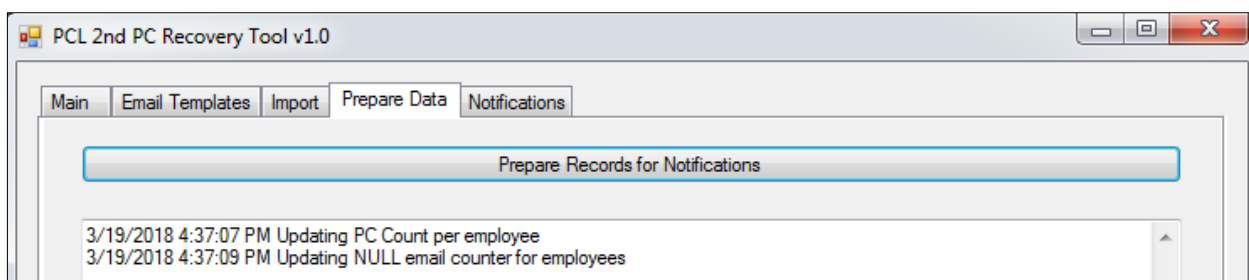 PCL 2nd PC Recovery Tool v1.0
Main Email Templates Import Prepare Data Notifications
Prepare Records for Notifications
3/19/2018 4:37:07 PM Updating PC Count per employee
3/19/2018 4:37:09 PM Updating NULL email counter for employees